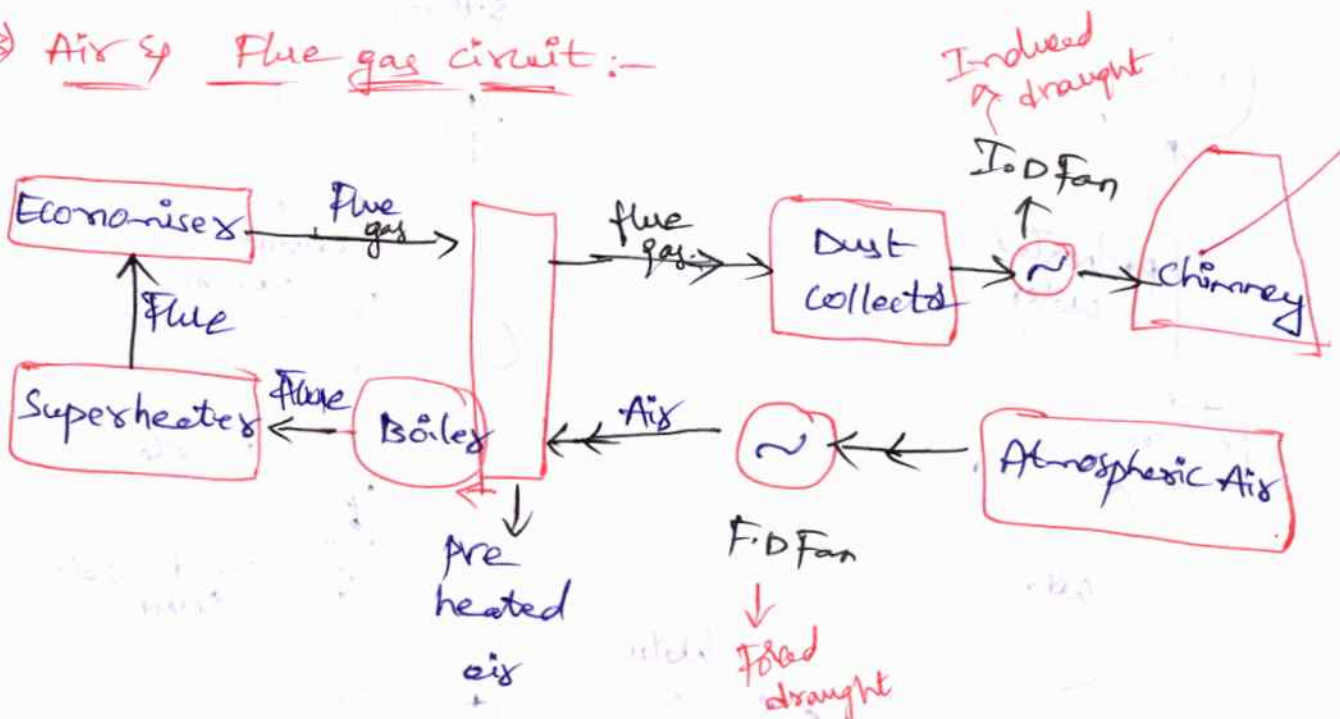 Air & Flue gas circuit :-
Induced
draught
I.D Fan
Economiser
Flue
gas
flue
gas.
Dust
collector
~
Chimney
Flue
Superheater
Flue
Boiler
Air
~
Atmospheric Air
F.D Fan
Pre
heated
air
Forced
draught